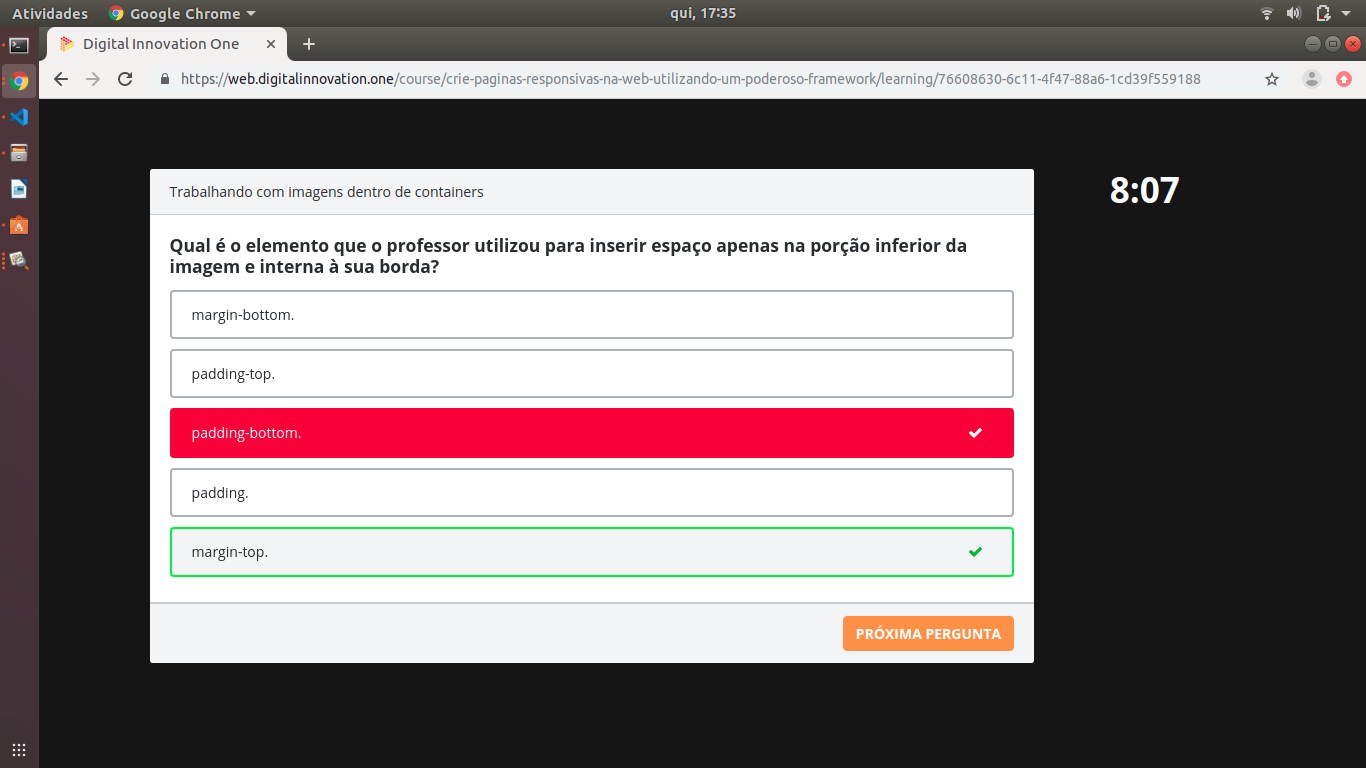 Atividades Google Chrome qui, 17:35
Digital Innovation One
https://web.digitalinnovation.one/course/crie-paginas-responsivas-na-web-utilizando-um-poderoso-framework/learning/76608630-6c11-4f47-88a6-1cd39f559188
Trabalhando com imagens dentro de containers
8:07
Qual é o elemento que o professor utilizou para inserir espaço apenas na porção inferior da
imagem e interna à sua borda?
margin-bottom.
padding-top.
padding-bottom.
padding.
margin-top.
PRÓXIMA PERGUNTA